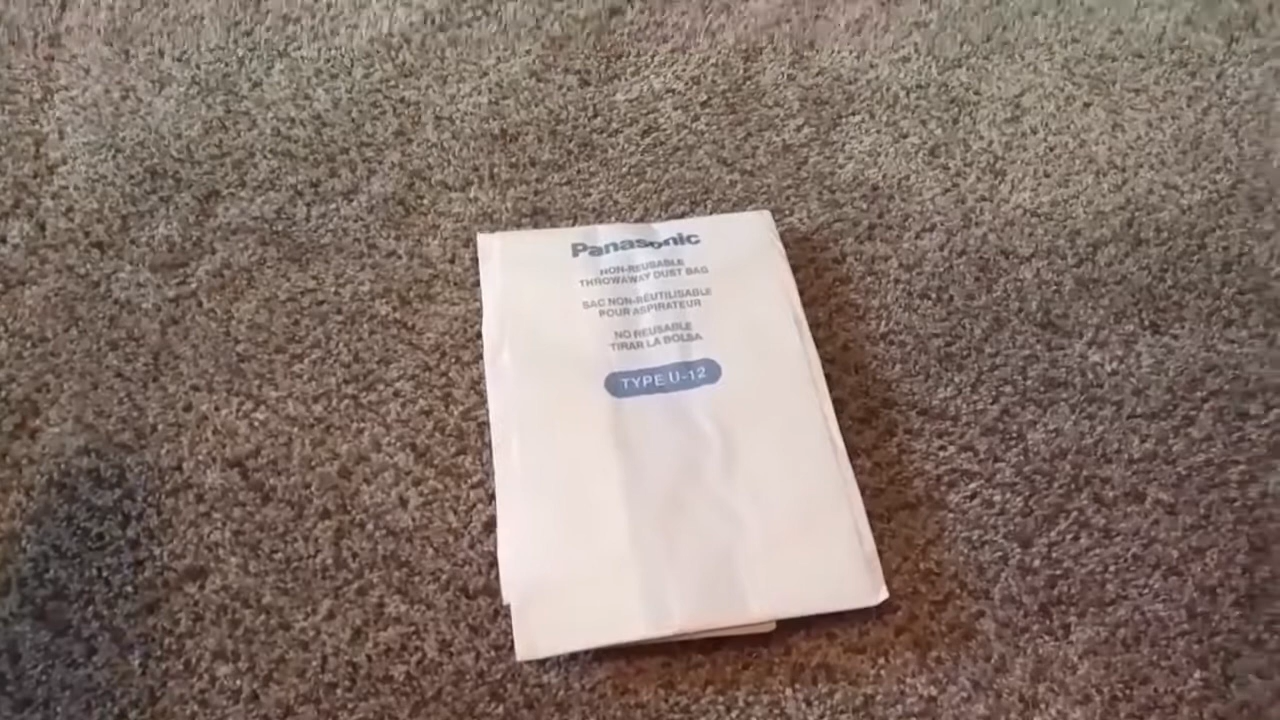 Panasonic
NON-REUSABLE
THROWAWAY DUST BAG
SAC NON-RÉUTILISABLE
POUR ASPIRATEUR
NO REUSABLE
TIRAR LA BOLSA
TYPE U-12